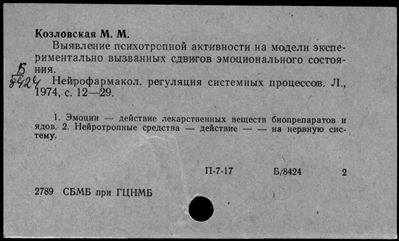 Козловская М. М.
Выявление психотропной активности на модели экспе-
риментально вызванных сдвигов эмоционального состоя-
ния.
Б
8424
Нейрофармакол. регуляция системных процессов. Л.,
1974, с. 12—29.
1. Эмоции — действие лекарственных веществ биопрепаратов и
ядов. 2. Нейротропные средства — действие — — на нервную сис-
тему.
П-7-17 Б/8424 2
2789 СБМБ при ГЦНМБ